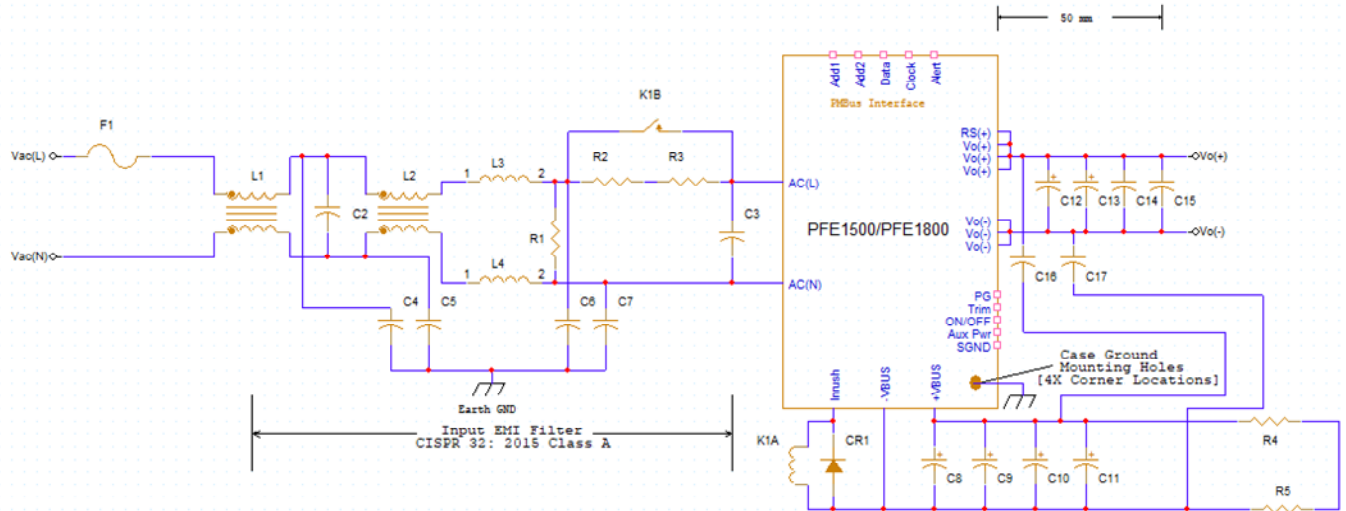 50 mm
Add1
Add2
Data
Clock
Alert
PMBus Interface
K1B
F1
Vac(L)
L1
L2
L3
1 2
R2
R3
AC(L)
RS(+)
Vo(+)
Vo(+)
Vo(+)
Vo(+)
C12
C13
C14
C15
C2
R1
C3
PFE1500/PFE1800
Vo(-)
Vo(-)
Vo(-)
Vo(-)
Vac(N)
L4
1 2
AC(N)
C16
C17
C4
C5
C6
C7
PG
Trim
ON/OFF
Aux Pwr
SGND
Case Ground
Mounting Holes
[4X Corner Locations]
Inrush
-VBUS
+VBUS
Earth GND
Input EMI Filter
CISPR 32: 2015 Class A
K1A
CR1
C8
C9
C10
C11
R4
R5